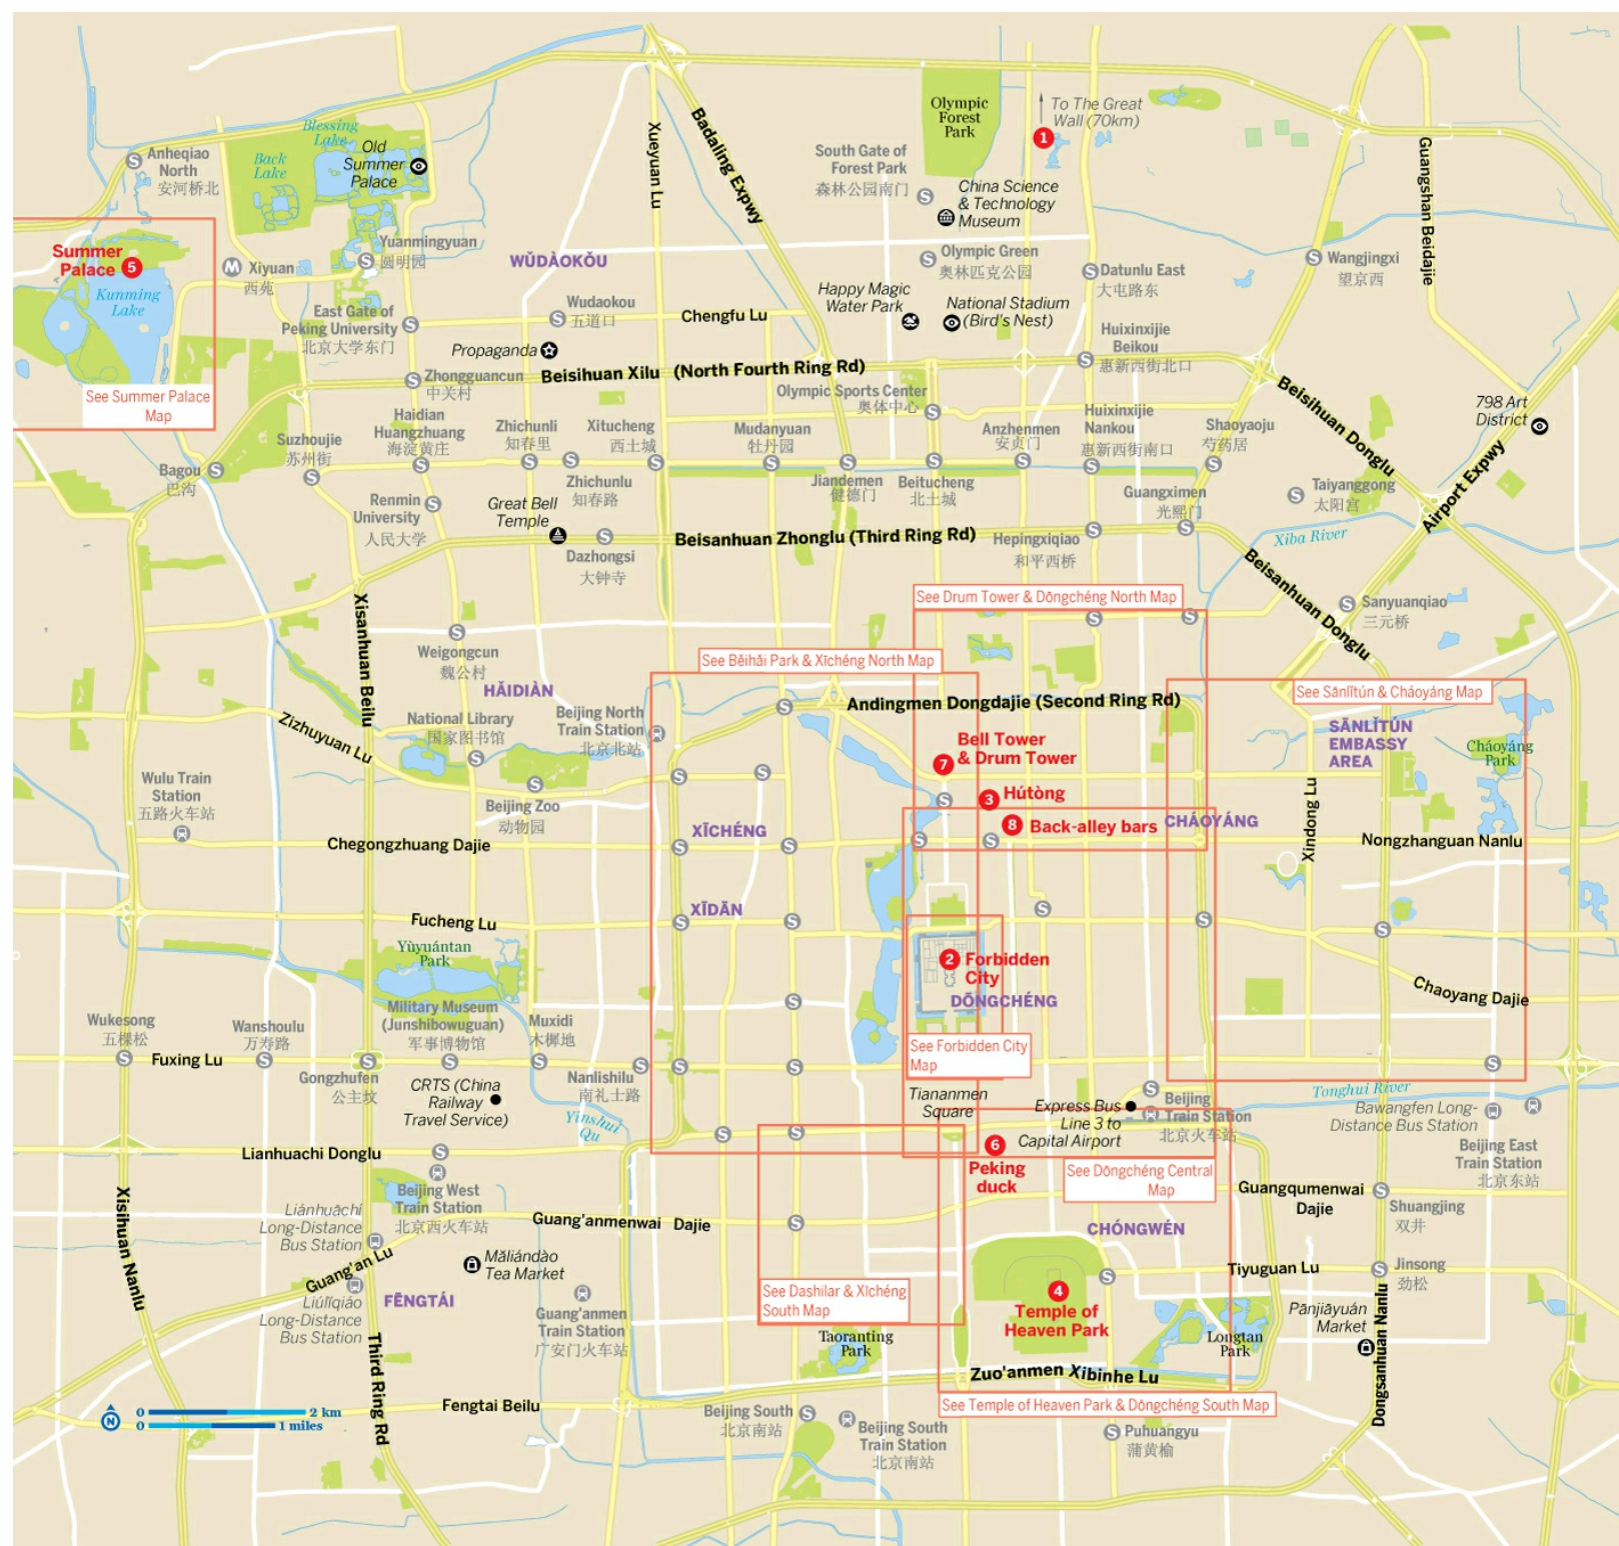 Olympic
Forest
Park
To The Great
Wall (70km)
1
Blessing
Lake
Back
Lake
Old
Summer
Palace
Anheqiao
North
安河桥北
Xueyuan Lu
Badaling Expwy
South Gate of
Forest Park
森林公园南门
China Science
& Technology
Museum
Guangshan Beidajie
Summer
Palace
5
Kunming
Lake
See Summer Palace
Map
Xiyuan
西苑
Yuanmingyuan
圆明园
WŬDÀOKǑU
Olympic Green
奥林匹克公园
Datunlu East
大屯路东
Wangjingxi
望京西
East Gate of
Peking University
北京大学东门
Wudaokou
五道口
Chengfu Lu
Happy Magic
Water Park
National Stadium
(Bird's Nest)
Propaganda
Huixinxijie
Beikou
惠新西街北口
Zhongguancun
中关村
Beisihuan Xilu (North Fourth Ring Rd)
Beisihuan Donglu
Olympic Sports Center
奥体中心
798 Art
District
Airport Expwy
Suzhoujie
苏州街
Haidian
Huangzhuang
海淀黄庄
Zhichunli
知春里
Xitucheng
西土城
Mudanyuan
牡丹园
Anzhenmen
安贞门
Huixinxijie
Nankou
惠新西街南口
Shaoyaoju
芍药居
Bagou
巴沟
Zhichunlu
知春路
Jiandemen
健德门
Beitucheng
北土城
Guangximen
光熙门
Taiyanggong
太阳宫
Renmin
University
人民大学
Great Bell
Temple
Dazhongsi
大钟寺
Beisanhuan Zhonglu (Third Ring Rd)
Hepingxiqiao
和平西桥
Xiba River
Beisanhuan Donglu
Sanyuanqiao
三元桥
Xisanhuan Beilu
Weigongcun
魏公村
HĂIDIÀN
See Drum Tower & Dōngchéng North Map
See Běihǎi Park & Xīchéng North Map
See Sānlǐtún & Cháoyáng Map
Andingmen Dongdajie (Second Ring Rd)
Zizhuyuan Lu
National Library
国家图书馆
Beijing North
Train Station
北京北站
SĀNLǏTÚN
EMBASSY
AREA
Cháoyáng
Park
Bell Tower
& Drum Tower
7
3
Hútòng
8
Back-alley bars
CHÁOYÁNG
Xindong Lu
Nongzhanguan Nanlu
Wulu Train
Station
五路火车站
Beijing Zoo
动物园
XĪCHÉNG
Chegongzhuang Dajie
XĪDĀN
Fucheng Lu
Yùyuántan
Park
2
Forbidden
City
DŌNGCHÉNG
Chaoyang Dajie
Wukesong
五棵松
Wanshoulu
万寿路
Military Museum
(Junshibowuguan)
军事博物馆
Muxidi
木樨地
Fuxing Lu
Gongzhufen
公主坟
CRTS (China
Railway
Travel Service)
Nanlishilu
南礼士路
Yinshui
Qu
See Forbidden City
Map
Tiananmen
Square
Express Bus
Line 3 to
Capital Airport
Beijing
Train Station
北京火车站
Tonghui River
Bawangfen Long-
Distance Bus Station
Beijing East
Train Station
北京东站
Lianhuachi Donglu
6
Peking
duck
See Dōngchéng Central
Map
Guangqumenwai
Dajie
Shuangjing
双井
Xisihuan Nanlu
Beijing West
Train Station
北京西火车站
Liánhuāchí
Long-Distance
Bus Station
Guang'anmenwai Dajie
CHÓNGWÉN
Guang'an Lu
Mǎliándào
Tea Market
Tiyuguan Lu
Jinsong
劲松
Liùlǐqiáo
Long-Distance
Bus Station
FĒNGTÁI
Guang'anmen
Train Station
广安门火车站
See Dashilar & Xīchéng
South Map
4
Temple of
Heaven Park
Pānjiāyuán
Market
Taoranting
Park
Longtan
Park
Third Ring Rd
Zuo'anmen Xibinhe Lu
Dongsanhuan Nanlu
See Temple of Heaven Park & Dōngchéng South Map
N
0 2 km
0 1 miles
Fengtai Beilu
Beijing South
北京南站
Beijing South
Train Station
北京南站
Puhuangyu
蒲黄榆